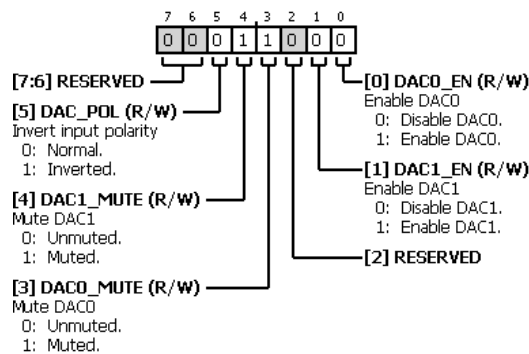 7 6 5 4 3 2 1 0
0 0 0 1 1 0 0 0
[7:6] RESERVED
[5] DAC_POL (R/W)
Invert input polarity
0: Normal.
1: Inverted.
[4] DAC1_MUTE (R/W)
Mute DAC1
0: Unmuted.
1: Muted.
[3] DAC0_MUTE (R/W)
Mute DAC0
0: Unmuted.
1: Muted.
[0] DAC0_EN (R/W)
Enable DAC0
0: Disable DAC0.
1: Enable DAC0.
[1] DAC1_EN (R/W)
Enable DAC1
0: Disable DAC1.
1: Enable DAC1.
[2] RESERVED